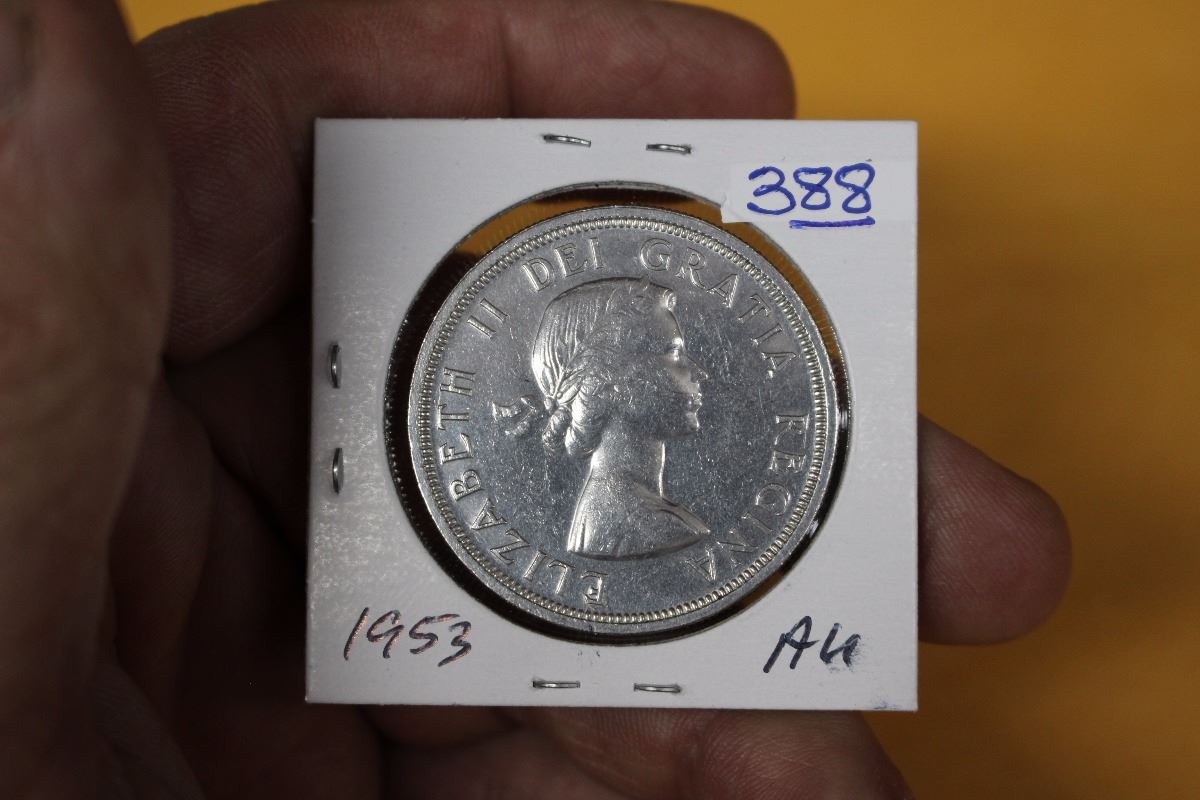 388
ELIZABETH II DEI GRATIA REGINA
1953
AU